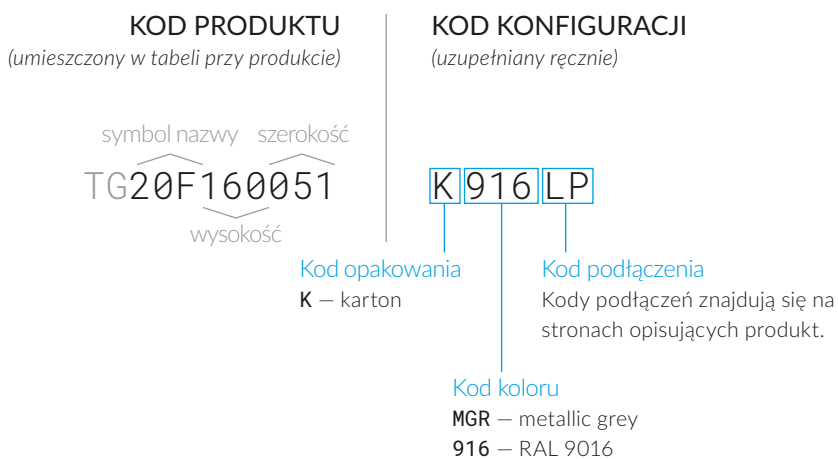 KOD PRODUKTU
(umieszczony w tabeli przy produkcie)
symbol nazwy szerokość
TG20F160051
wysokość
KOD KONFIGURACJI
(uzupełniany ręcznie)
K 916 LP
Kod opakowania
K — karton
Kod podłączenia
Kody podłączeń znajdują się na
stronach opisujących produkt.
Kod koloru
MGR — metallic grey
916 — RAL 9016